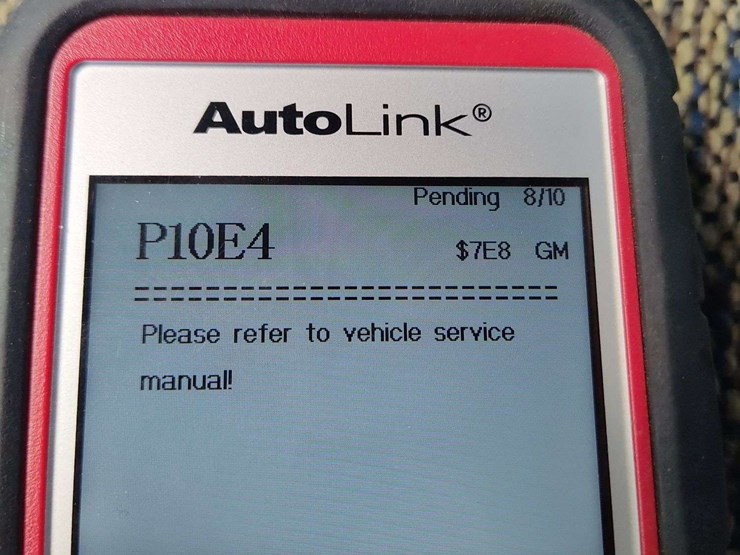 AutoLink®
Pending 8/10
P10E4
$7E8 GM
============================
Please refer to vehicle service
manual!